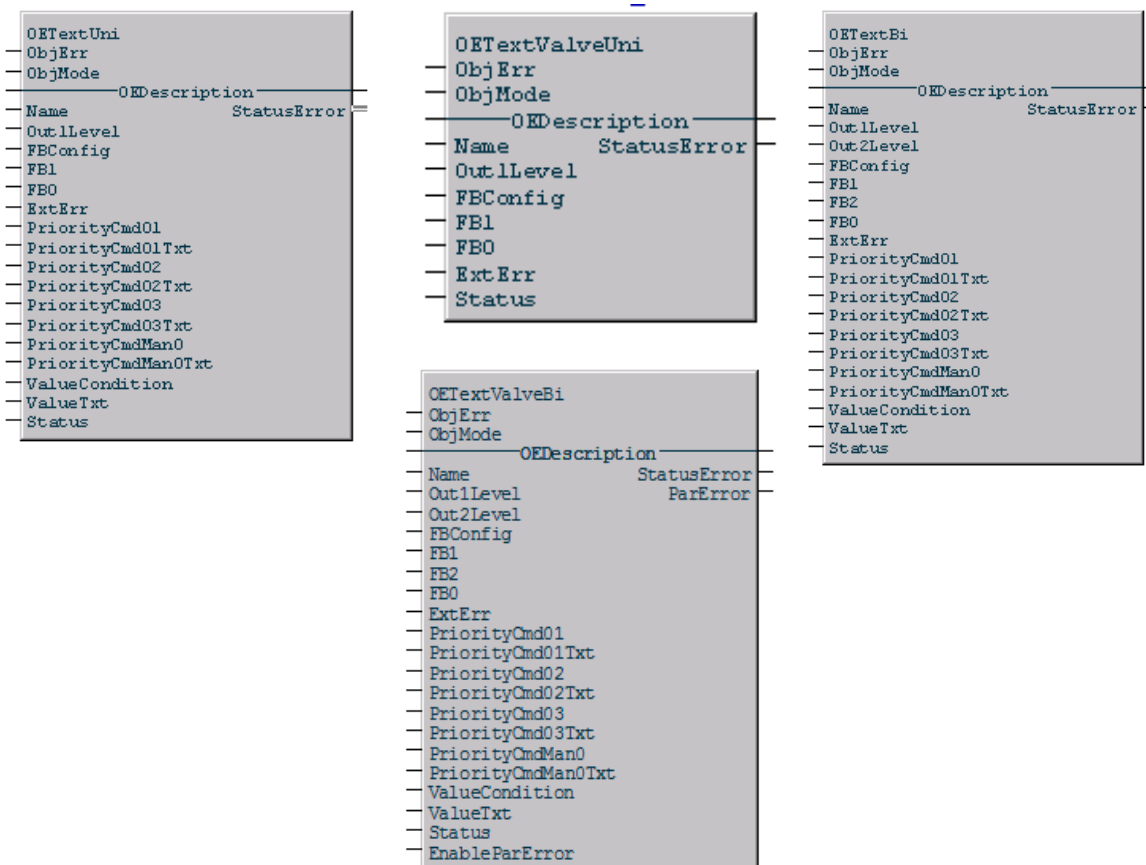 OETextUni
ObjErr
ObjMode
OEDescription
Name StatusError
Out1Level
FBConfig
FB1
FB0
ExtErr
PriorityCmd01
PriorityCmd01Txt
PriorityCmd02
PriorityCmd02Txt
PriorityCmd03
PriorityCmd03Txt
PriorityCmdMan0
PriorityCmdMan0Txt
ValueCondition
ValueTxt
Status
OETextValveUni
ObjErr
ObjMode
OEDescription
Name StatusError
Out1Level
FBConfig
FB1
FB0
ExtErr
Status
OETextBi
ObjErr
ObjMode
OEDescription
Name StatusError
Out1Level
Out2Level
FBConfig
FB1
FB2
FB0
ExtErr
PriorityCmd01
PriorityCmd01Txt
PriorityCmd02
PriorityCmd02Txt
PriorityCmd03
PriorityCmd03Txt
PriorityCmdMan0
PriorityCmdMan0Txt
ValueCondition
ValueTxt
Status
OETextValveBi
ObjErr
ObjMode
OEDescription
Name StatusError
Out1Level ParError
Out2Level
FBConfig
FB1
FB2
FB0
ExtErr
PriorityCmd01
PriorityCmd01Txt
PriorityCmd02
PriorityCmd02Txt
PriorityCmd03
PriorityCmd03Txt
PriorityCmdMan0
PriorityCmdMan0Txt
ValueCondition
ValueTxt
Status
EnableParError